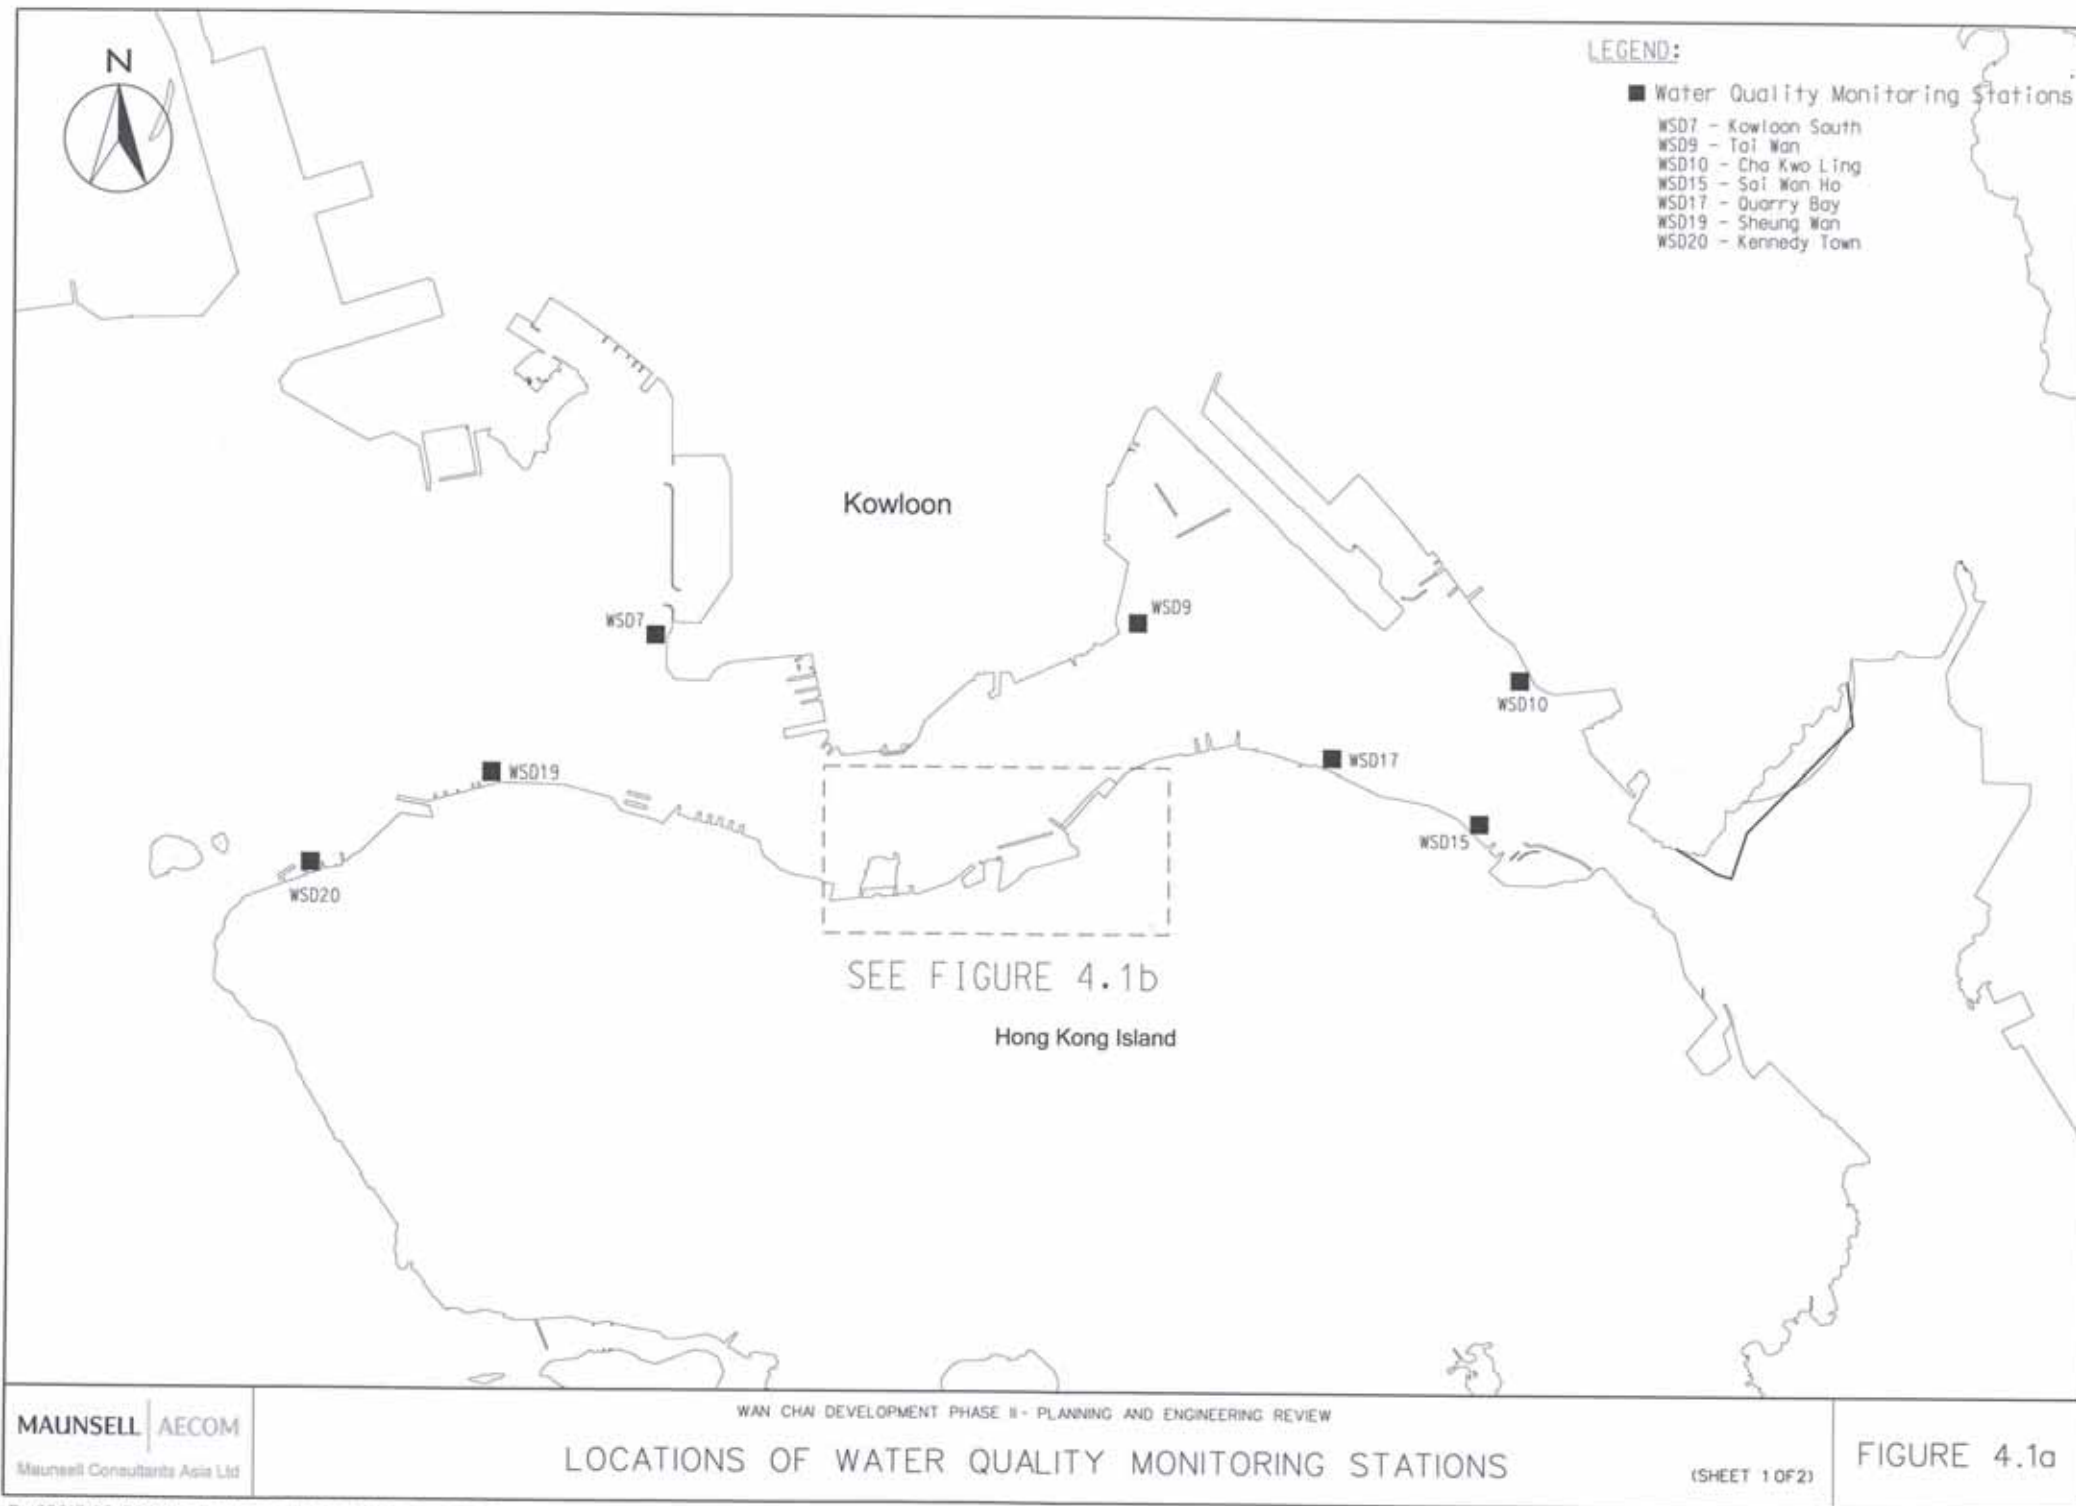 N
LEGEND:
Water Quality Monitoring Stations
WSD7 - Kowloon South
WSD9 - Tai Wan
WSD10 - Cha Kwo Ling
WSD15 - Sai Wan Ho
WSD17 - Quarry Bay
WSD19 - Sheung Wan
WSD20 - Kennedy Town
Kowloon
WSD7
WSD9
WSD10
WSD19
WSD17
WSD15
WSD20
SEE FIGURE 4.1b
Hong Kong Island
MAUNSELL AECOM
Maunsell Consultants Asia Ltd
WAN CHAI DEVELOPMENT PHASE II - PLANNING AND ENGINEERING REVIEW
LOCATIONS OF WATER QUALITY MONITORING STATIONS
(SHEET 1 OF 2)
FIGURE 4.1a